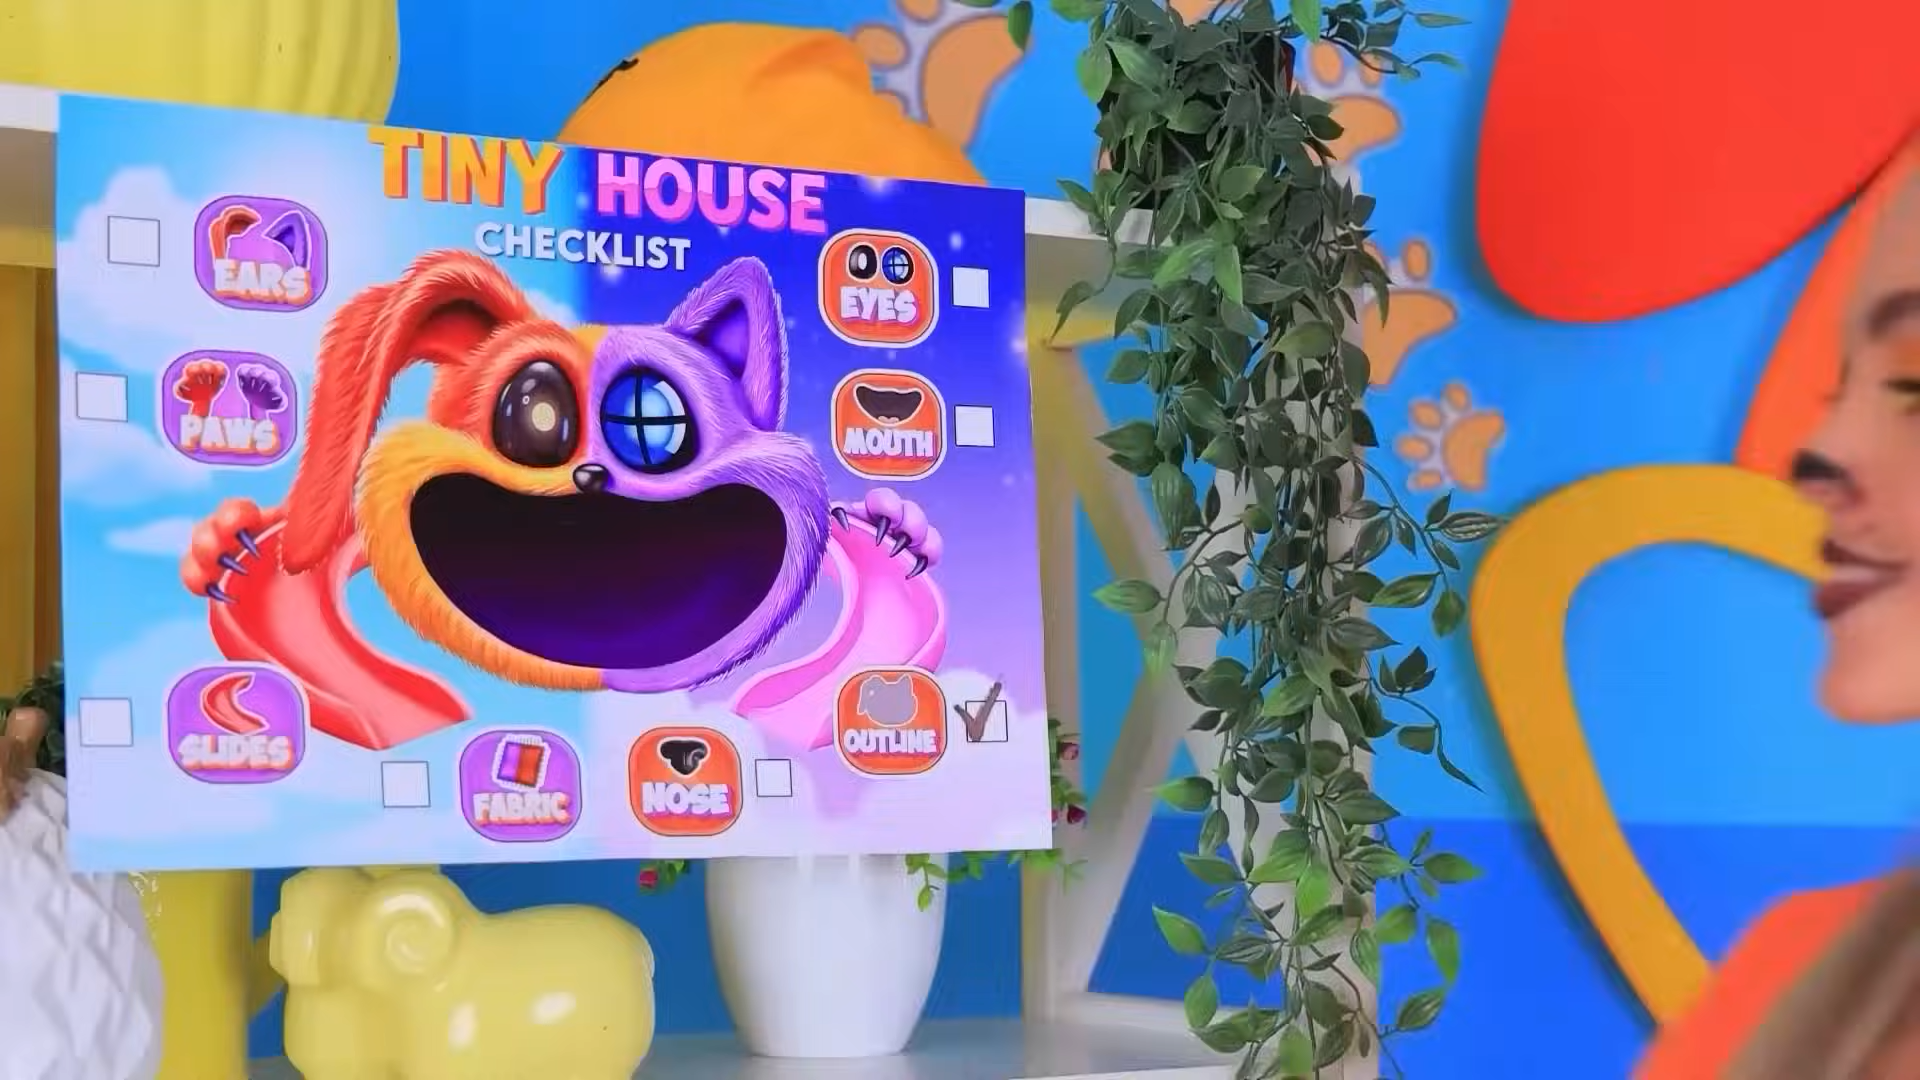 TINY HOUSE
CHECKLIST
EARS
EYES
PAWS
MOUTH
SLIDES
OUTLINE
FABRIC
NOSE